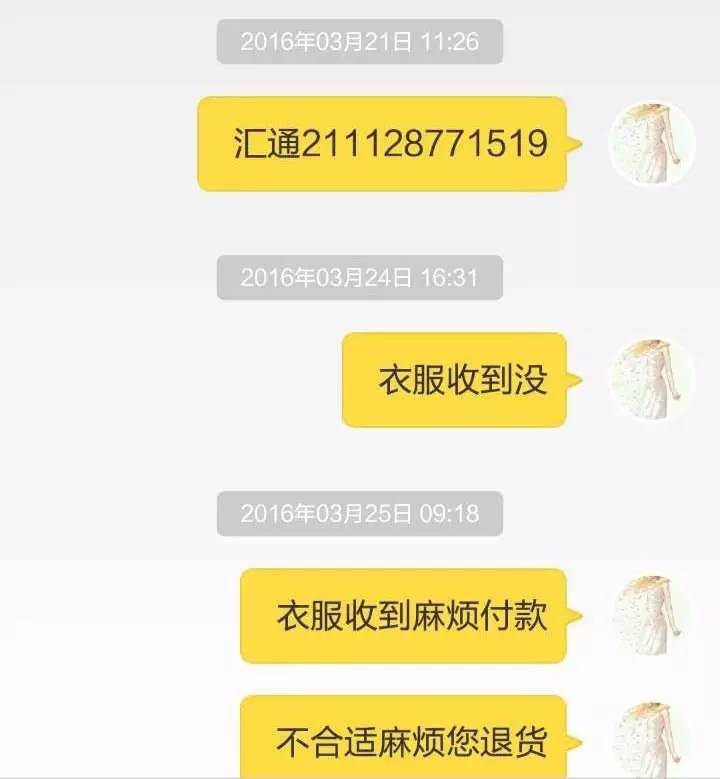 2016年03月21日 11:26
汇通211128771519
2016年03月24日 16:31
衣服收到没
2016年03月25日 09:18
衣服收到麻烦付款
不合适麻烦您退货